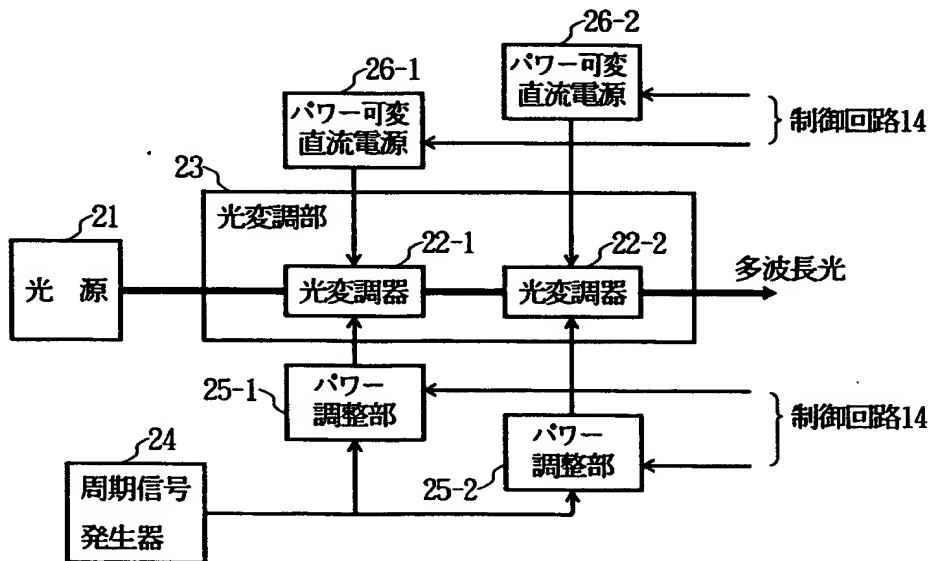 26-2
パワー可変
直流電源
26-1
パワー可変
直流電源
制御回路14
23
光変調部
21
光 源
22-1
光変調器
22-2
光変調器
多波長光
25-1
パワー
調整部
制御回路14
24
周期信号
発生器
25-2
パワー
調整部